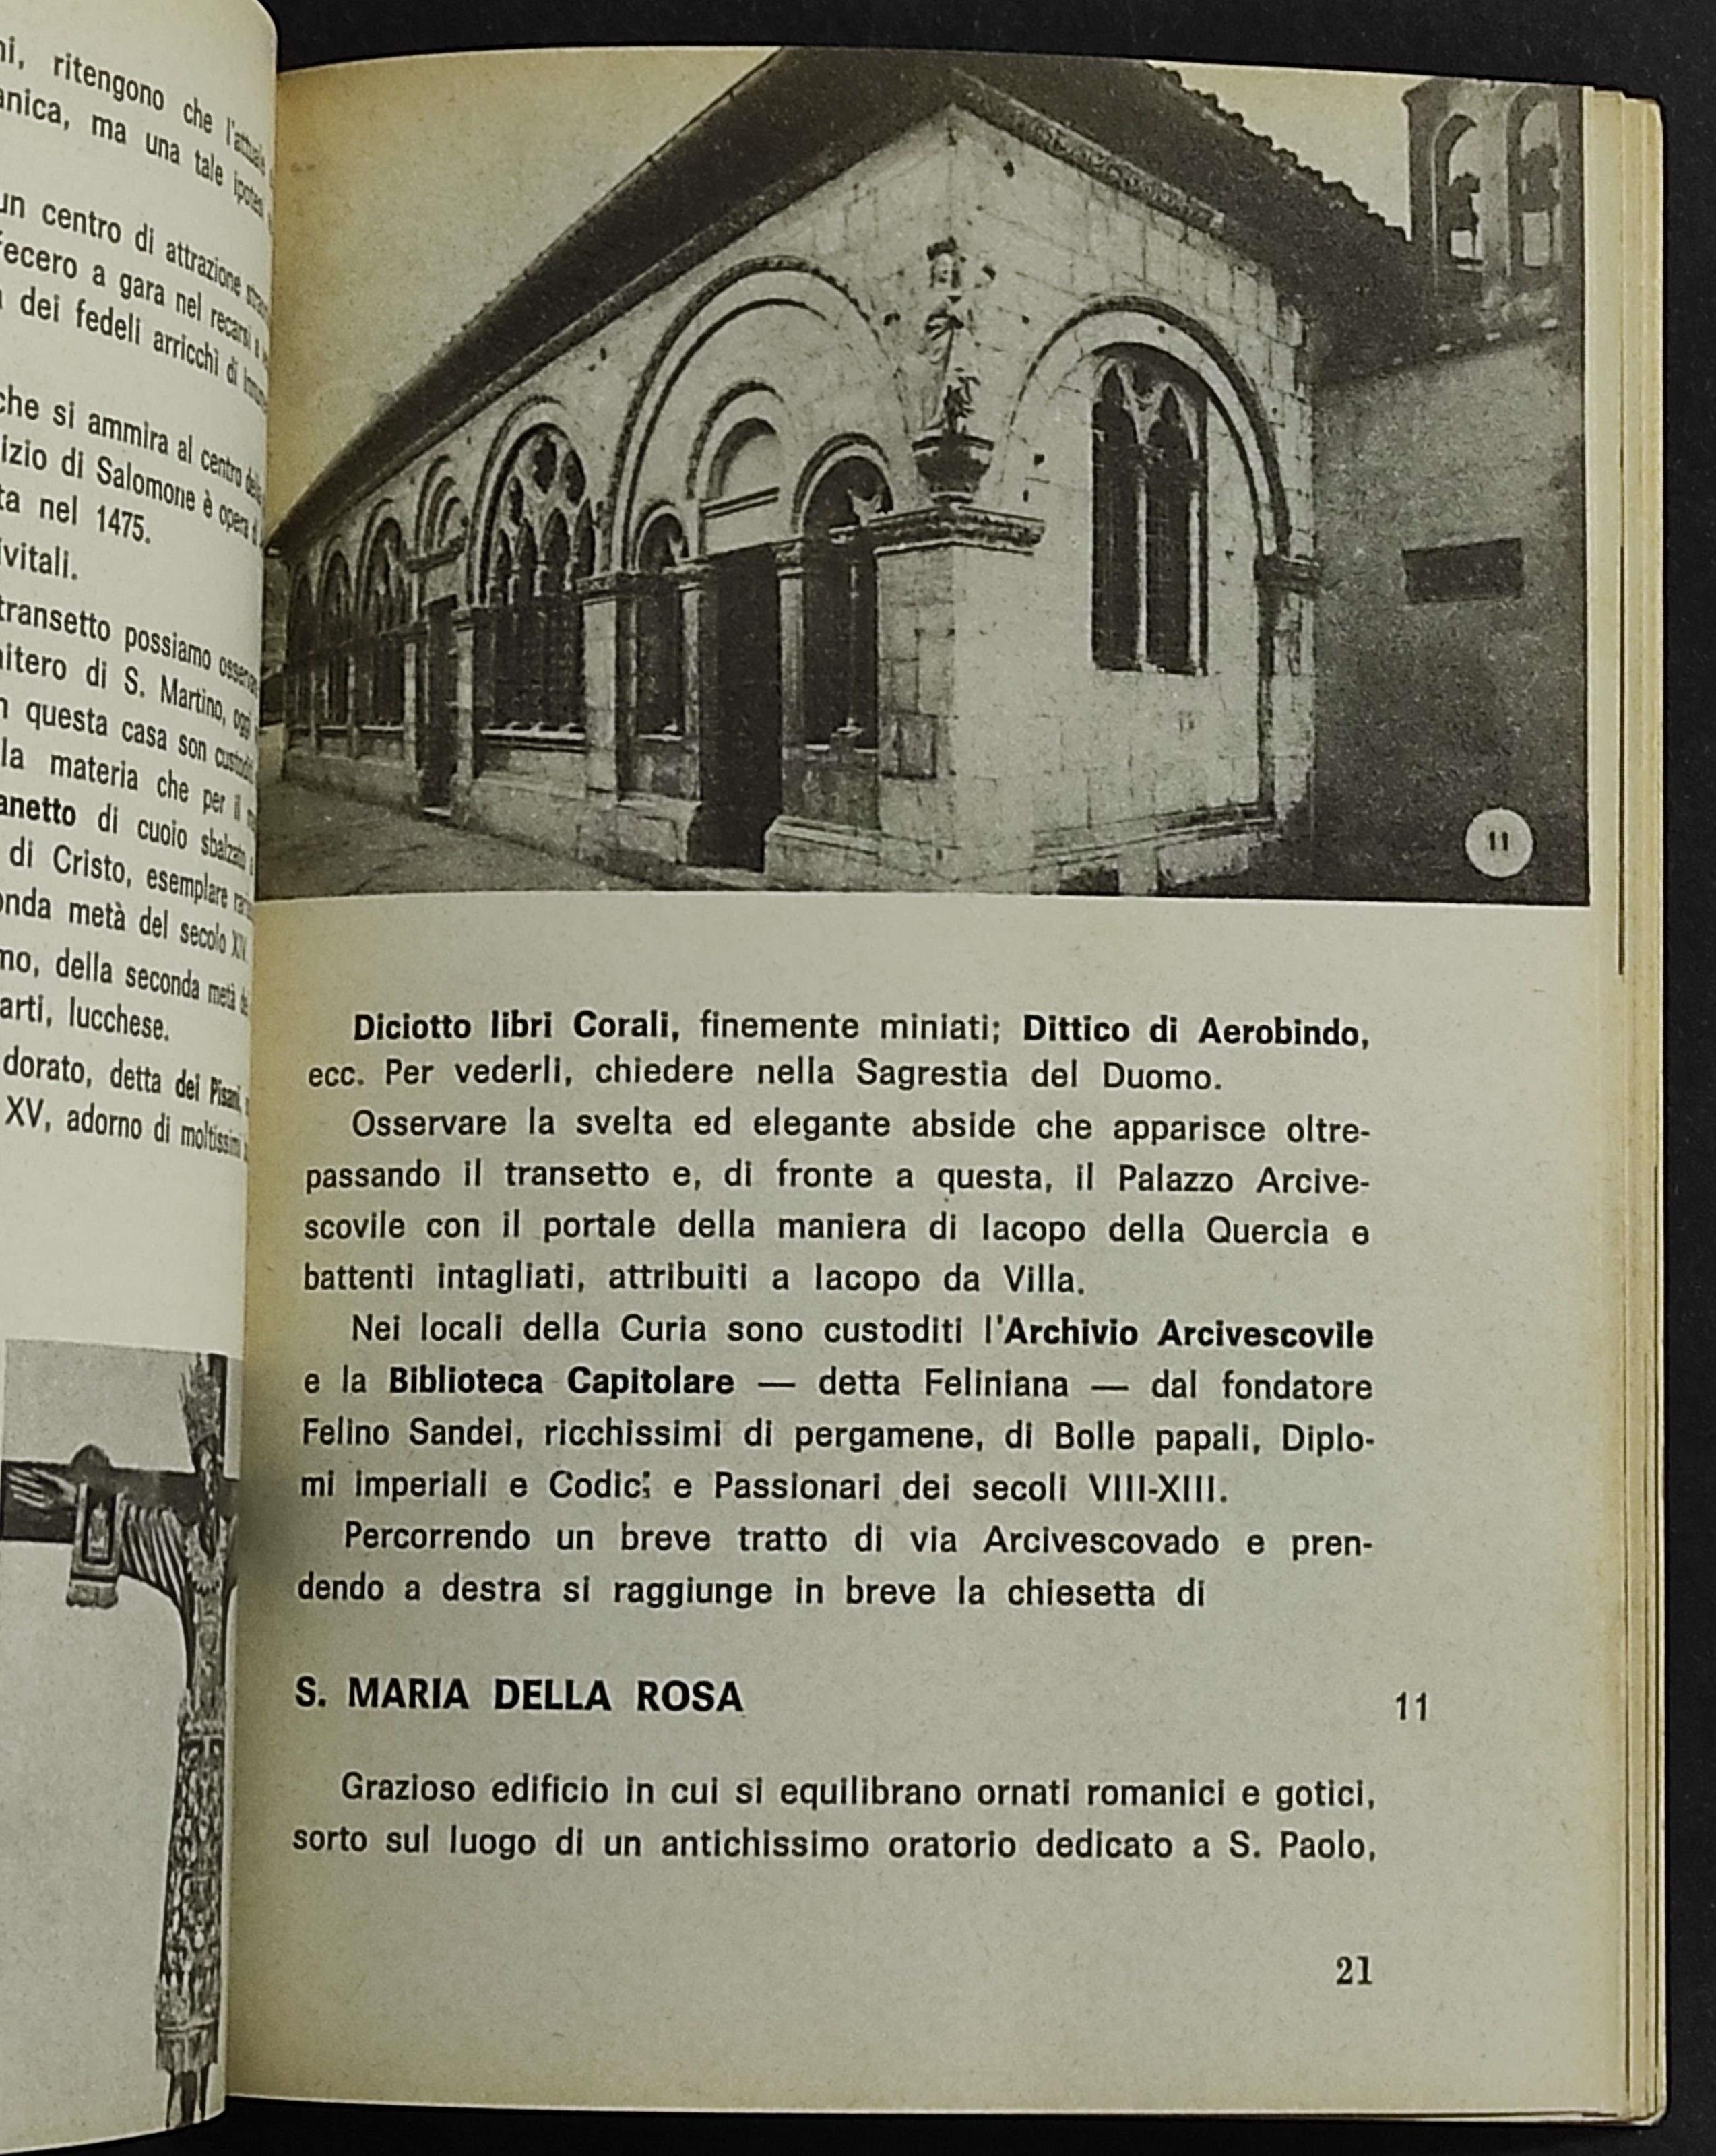 ni, ritengono che l'attuale
anica, ma una tale ipotesi
un centro di attrazione
fecero a gara nel recarsi
dei fedeli arricchì di
che si ammira al centro della
izio di Salomone è opera di
ta nel 1475.
ivitali.
transetto possiamo
nitero di S. Martino, oggi
n questa casa son
la materia che per il
anetto di cuoio sbalzato
di Cristo, esemplare
onda metà del secolo XIV.
mo, della seconda metà
arti, lucchese.
dorato, detta dei Pisani,
XV, adorno di moltissimi
11
Diciotto libri Corali, finemente miniati; Dittico di Aerobindo,
ecc. Per vederli, chiedere nella Sagrestia del Duomo.
Osservare la svelta ed elegante abside che apparisce oltre-
passando il transetto e, di fronte a questa, il Palazzo Arcive-
scovile con il portale della maniera di Iacopo della Quercia e
battenti intagliati, attribuiti a Iacopo da Villa.
Nei locali della Curia sono custoditi l'Archivio Arcivescovile
e la Biblioteca Capitolare — detta Feliniana — dal fondatore
Felino Sandei, ricchissimi di pergamene, di Bolle papali, Diplo-
mi imperiali e Codici e Passionari dei secoli VIII-XIII.
Percorrendo un breve tratto di via Arcivescovado e pren-
dendo a destra si raggiunge in breve la chiesetta di
S. MARIA DELLA ROSA 11
Grazioso edificio in cui si equilibrano ornati romanici e gotici,
sorto sul luogo di un antichissimo oratorio dedicato a S. Paolo,
21